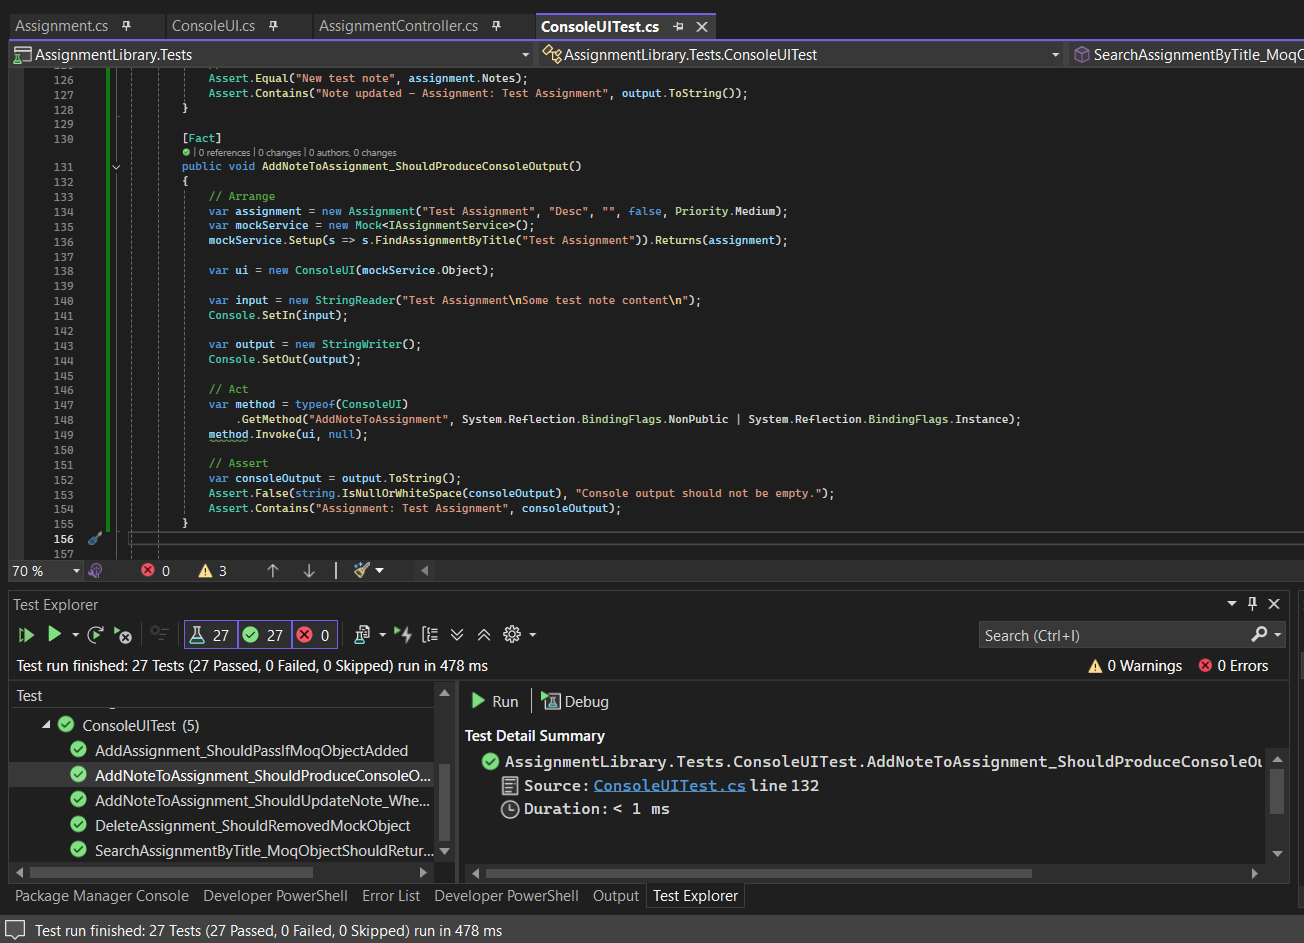 Assignment.cs
ConsoleUI.cs
AssignmentController.cs
ConsoleUITest.cs
AssignmentLibrary.Tests
AssignmentLibrary.Tests.ConsoleUITest
SearchAssignmentByTitle_MoqO
126 Assert.Equal("New test note", assignment.Notes);
127 Assert.Contains("Note updated - Assignment: Test Assignment", output.ToString());
128 }
129
130 [Fact]
| 0 references | 0 changes | 0 authors, 0 changes
131 public void AddNoteToAssignment_ShouldProduceConsoleOutput()
132 {
133 // Arrange
134 var assignment = new Assignment("Test Assignment", "Desc", "", false, Priority.Medium);
135 var mockService = new Mock<IAssignmentService>();
136 mockService.Setup(s => s.FindAssignmentByTitle("Test Assignment")).Returns(assignment);
137
138 var ui = new ConsoleUI(mockService.Object);
139
140 var input = new StringReader("Test Assignment\nSome test note content\n");
141 Console.SetIn(input);
142
143 var output = new StringWriter();
144 Console.SetOut(output);
145
146 // Act
147 var method = typeof(ConsoleUI)
148 .GetMethod("AddNoteToAssignment", System.Reflection.BindingFlags.NonPublic | System.Reflection.BindingFlags.Instance);
149 method.Invoke(ui, null);
150
151 // Assert
152 var consoleOutput = output.ToString();
153 Assert.False(string.IsNullOrWhiteSpace(consoleOutput), "Console output should not be empty.");
154 Assert.Contains("Assignment: Test Assignment", consoleOutput);
155 }
156
157
70 % 0 3
Test Explorer
27 27 0
Search (Ctrl+I)
Test run finished: 27 Tests (27 Passed, 0 Failed, 0 Skipped) run in 478 ms
0 Warnings 0 Errors
Test
ConsoleUITest (5)
AddAssignment_ShouldPassIfMoqObjectAdded
AddNoteToAssignment_ShouldProduceConsoleO...
AddNoteToAssignment_ShouldUpdateNote_Whe...
DeleteAssignment_ShouldRemovedMockObject
SearchAssignmentByTitle_MoqObjectShouldRetur...
Run Debug
Test Detail Summary
AssignmentLibrary.Tests.ConsoleUITest.AddNoteToAssignment_ShouldProduceConsoleOu
Source: ConsoleUITest.cs line 132
Duration: < 1 ms
Package Manager Console Developer PowerShell Error List Developer PowerShell Output Test Explorer
Test run finished: 27 Tests (27 Passed, 0 Failed, 0 Skipped) run in 478 ms